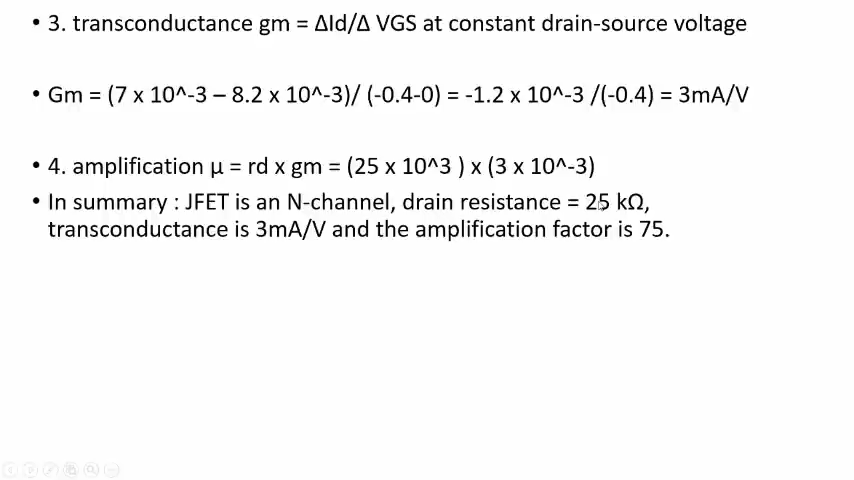 • 3. transconductance gm = ΔId/Δ VGS at constant drain-source voltage
• Gm = (7 x 10^-3 – 8.2 x 10^-3)/ (-0.4-0) = -1.2 x 10^-3 /(-0.4) = 3mA/V
• 4. amplification µ = rd x gm = (25 x 10^3 ) x (3 x 10^-3)
• In summary : JFET is an N-channel, drain resistance = 25 kΩ,
transconductance is 3mA/V and the amplification factor is 75.